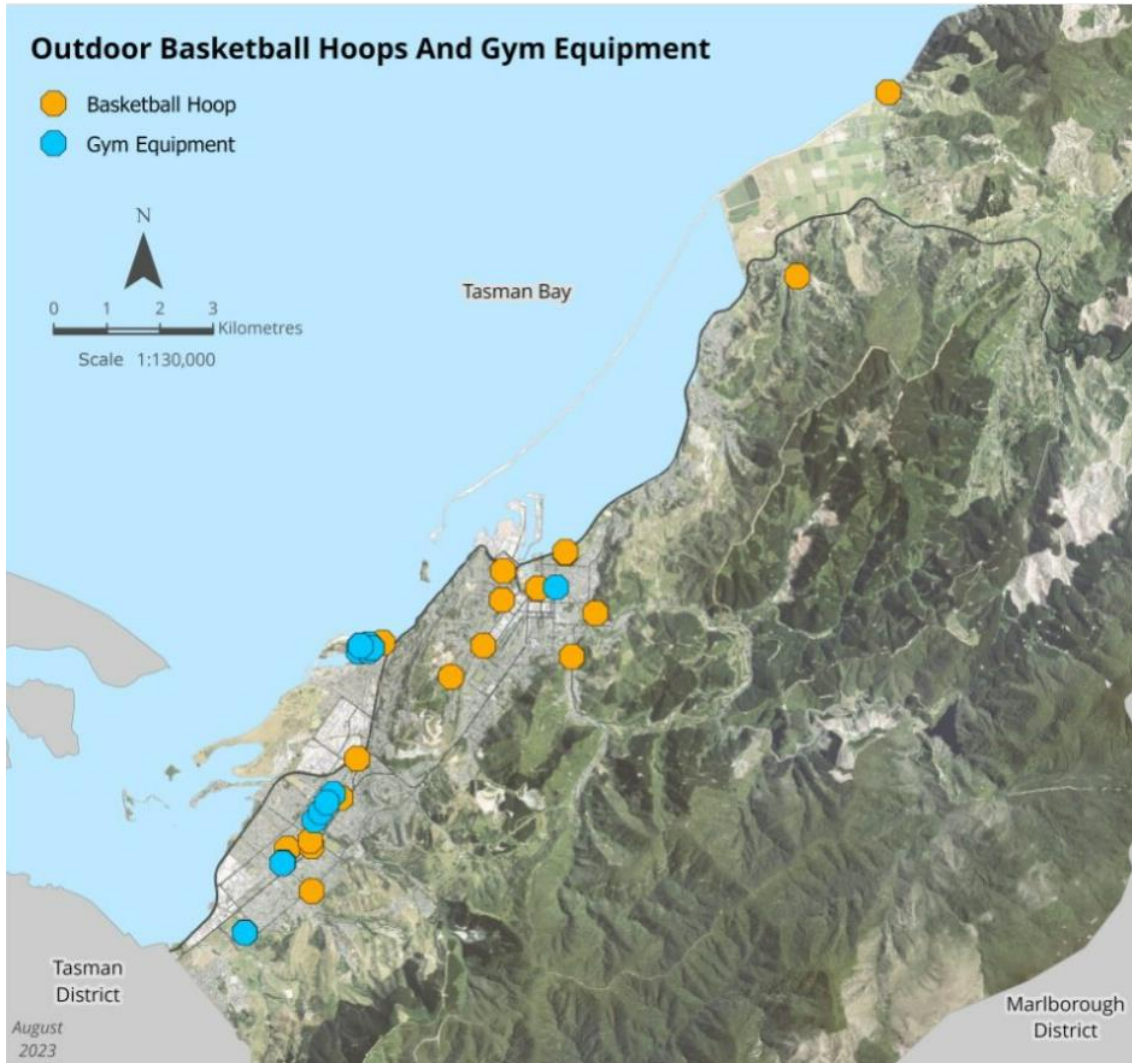 Outdoor Basketball Hoops And Gym Equipment
Basketball Hoop
Gym Equipment
N
0 1 2 3
Kilometres
Scale 1:130,000
Tasman Bay
Tasman
District
August
2023
Marlborough
District